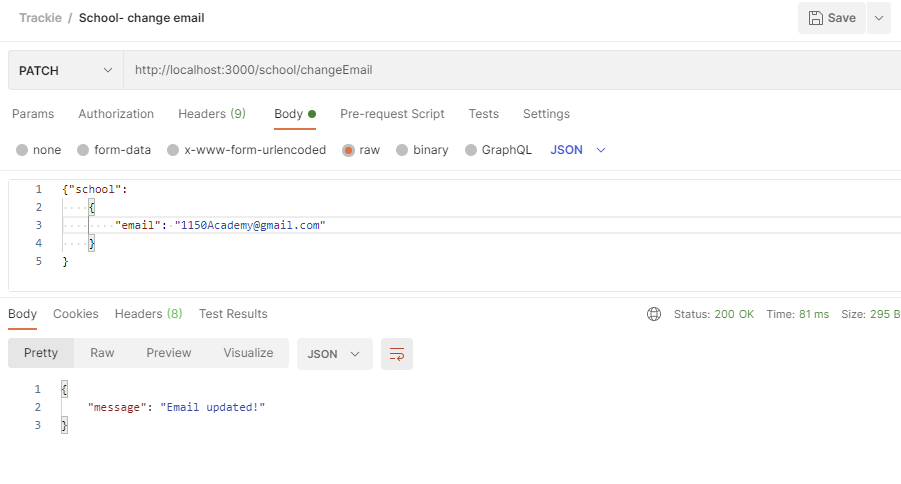 Trackie / School- change email
Save
PATCH http://localhost:3000/school/changeEmail
Params Authorization Headers (9) Body Pre-request Script Tests Settings
none form-data x-www-form-urlencoded raw binary GraphQL JSON
1 {"school":
2 {
3 "email": "1150Academy@gmail.com"
4 }
5 }
Body Cookies Headers (8) Test Results Status: 200 OK Time: 81 ms Size: 295 B
Pretty Raw Preview Visualize JSON
1 {
2 "message": "Email updated!"
3 }